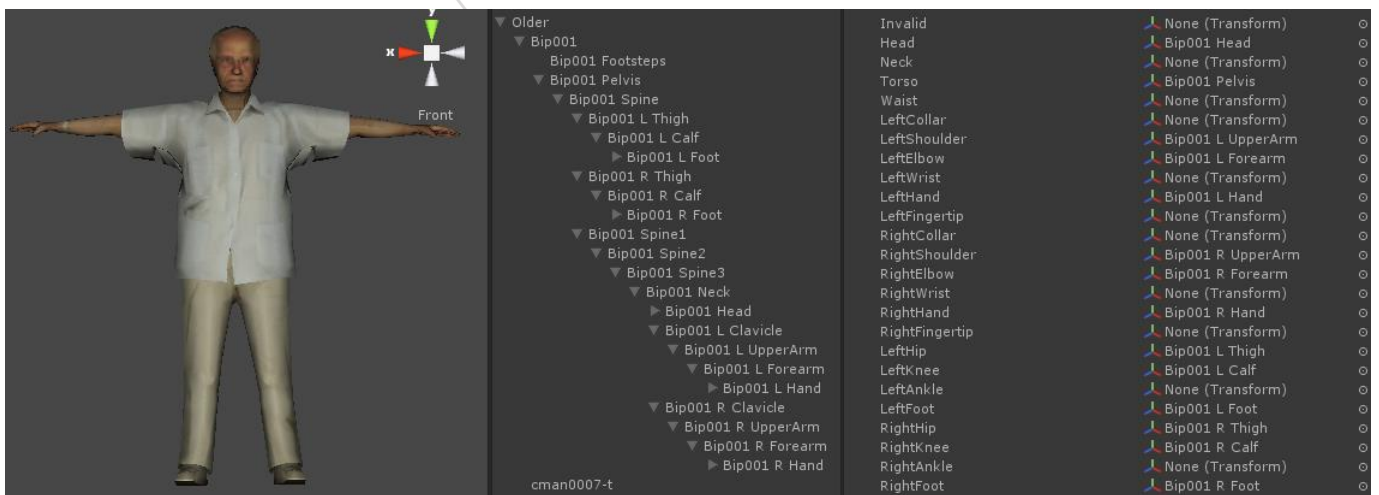 y
x
Front
Older
Bip001
Bip001 Footsteps
Bip001 Pelvis
Bip001 Spine
Bip001 L Thigh
Bip001 L Calf
Bip001 L Foot
Bip001 R Thigh
Bip001 R Calf
Bip001 R Foot
Bip001 Spine1
Bip001 Spine2
Bip001 Spine3
Bip001 Neck
Bip001 Head
Bip001 L Clavicle
Bip001 L UpperArm
Bip001 L Forearm
Bip001 L Hand
Bip001 R Clavicle
Bip001 R UpperArm
Bip001 R Forearm
Bip001 R Hand
cman0007-t
Invalid None (Transform)
Head Bip001 Head
Neck None (Transform)
Torso Bip001 Pelvis
Waist None (Transform)
LeftCollar None (Transform)
LeftShoulder Bip001 L UpperArm
LeftElbow Bip001 L Forearm
LeftWrist None (Transform)
LeftHand Bip001 L Hand
LeftFingertip None (Transform)
RightCollar None (Transform)
RightShoulder Bip001 R UpperArm
RightElbow Bip001 R Forearm
RightWrist None (Transform)
RightHand Bip001 R Hand
RightFingertip None (Transform)
LeftHip Bip001 L Thigh
LeftKnee Bip001 L Calf
LeftAnkle None (Transform)
LeftFoot Bip001 L Foot
RightHip Bip001 R Thigh
RightKnee Bip001 R Calf
RightAnkle None (Transform)
RightFoot Bip001 R Foot